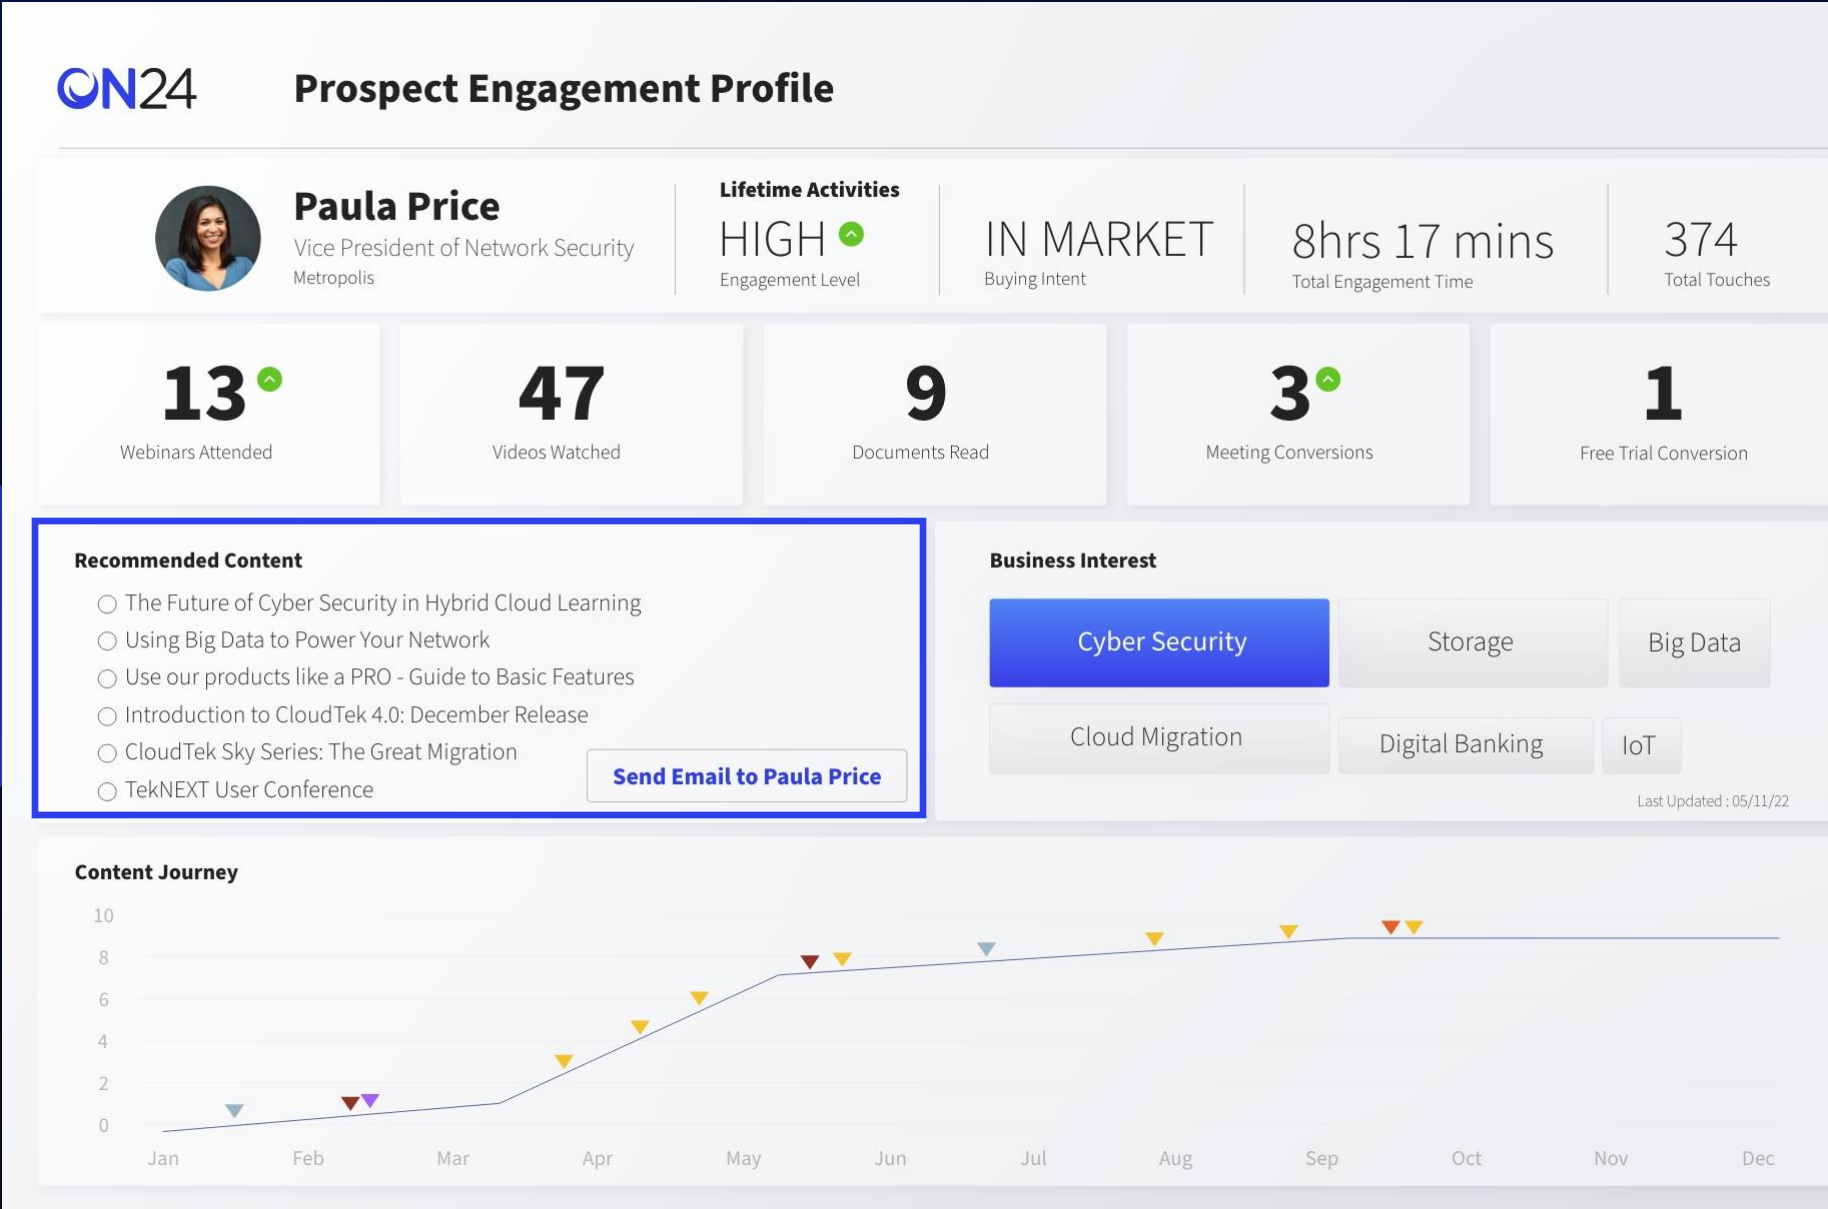 ON24
Prospect Engagement Profile
Paula Price
Vice President of Network Security
Metropolis
Lifetime Activities
HIGH
Engagement Level
IN MARKET
Buying Intent
8hrs 17 mins
Total Engagement Time
374
Total Touches
13
Webinars Attended
47
Videos Watched
9
Documents Read
3
Meeting Conversions
1
Free Trial Conversion
Recommended Content
The Future of Cyber Security in Hybrid Cloud Learning
Using Big Data to Power Your Network
Use our products like a PRO - Guide to Basic Features
Introduction to CloudTek 4.0: December Release
CloudTek Sky Series: The Great Migration
TekNEXT User Conference
Send Email to Paula Price
Business Interest
Cyber Security
Storage
Big Data
Cloud Migration
Digital Banking
IoT
Last Updated : 05/11/22
Content Journey
10
8
6
4
2
0
Jan Feb Mar Apr May Jun Jul Aug Sep Oct Nov Dec